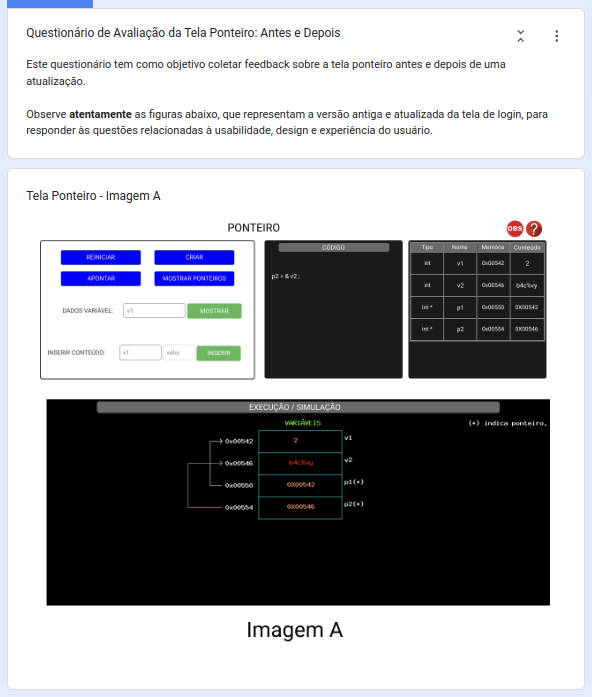 Questionário de Avaliação da Tela Ponteiro: Antes e Depois
Este questionário tem como objetivo coletar feedback sobre a tela ponteiro antes e depois de uma
atualização.
Observe atentamente as figuras abaixo, que representam a versão antiga e atualizada da tela de login, para
responder às questões relacionadas à usabilidade, design e experiência do usuário.
Tela Ponteiro - Imagem A
PONTEIRO
OBS ?
REINICIAR CRIAR
APONTAR MOSTRAR PONTEIROS
DADOS VARIÁVEL: v1 MOSTRAR
INSERIR CONTEÚDO: v1 valor INSERIR
CÓDIGO
p2 = & v2 ;
Tipo Nome Memória Conteúdo
int v1 0x00542 2
int v2 0x00546 b4c%vy
int * p1 0x00550 0X00542
int * p2 0x00554 0X00546
EXECUÇÃO / SIMULAÇÃO
VARIÁVEIS (*) indica ponteiro.
0x00542 2 v1
0x00546 b4c%vy v2
0x00550 0X00542 p1(*)
0x00554 0X00546 p2(*)
Imagem A